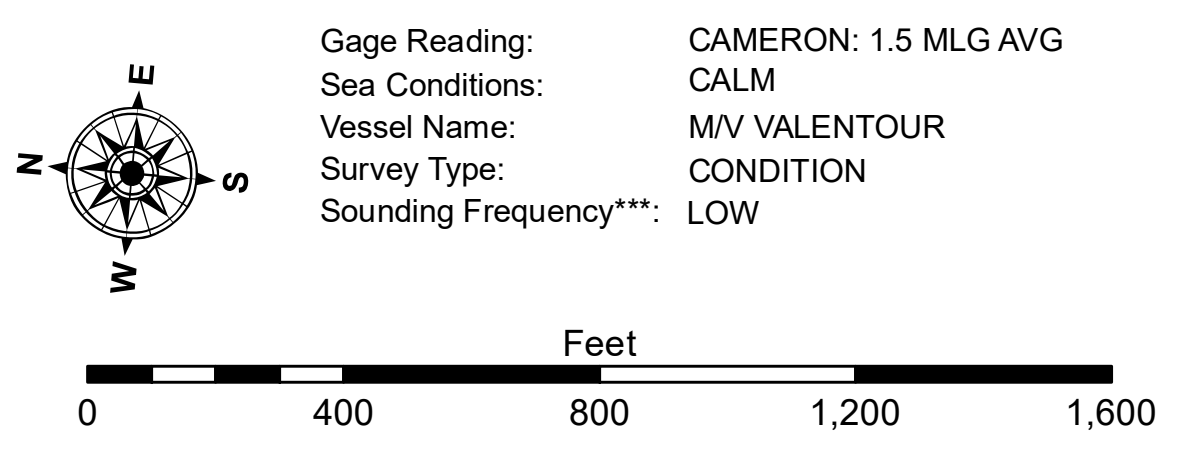 E
N
S
W
Gage Reading: CAMERON: 1.5 MLG AVG
Sea Conditions: CALM
Vessel Name: M/V VALENTOUR
Survey Type: CONDITION
Sounding Frequency***: LOW
Feet
0 400 800 1,200 1,600